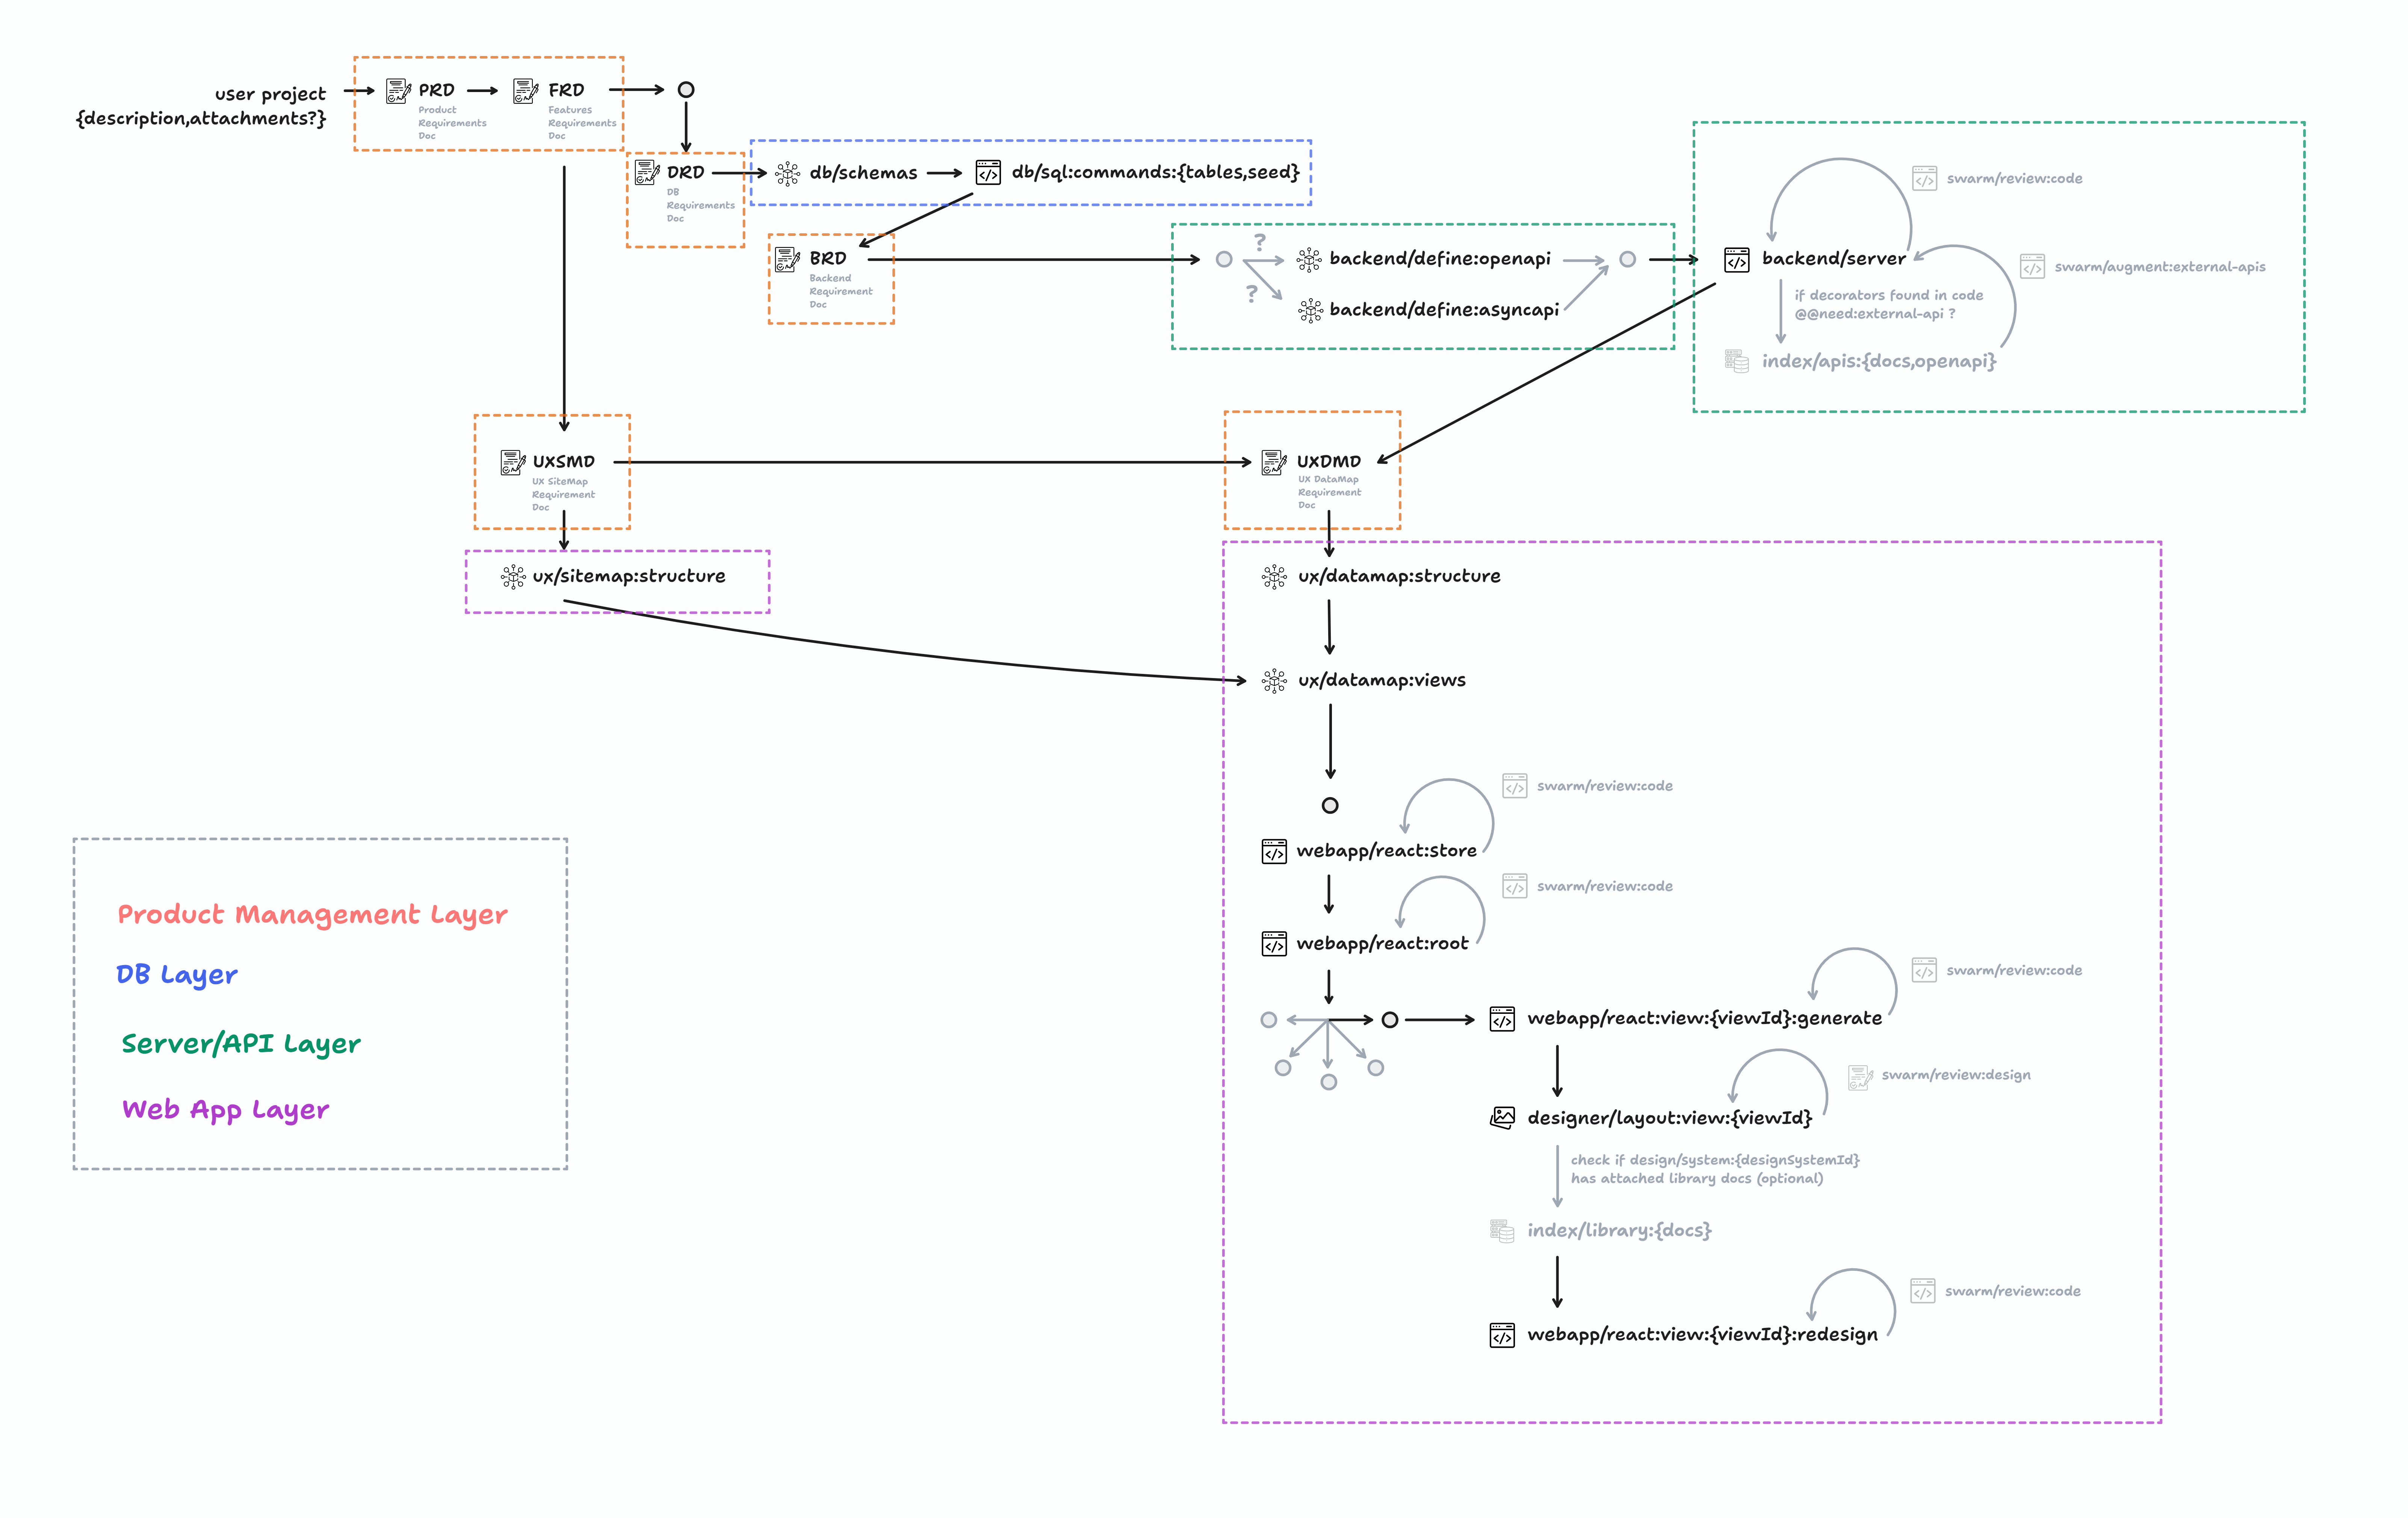 user project
{description,attachments?}
PRD
Product
Requirements
Doc
FRD
Features
Requirements
Doc
DRD
DB
Requirements
Doc
db/schemas
db/sql:commands:{tables,seed}
BRD
Backend
Requirement
Doc
?
?
backend/define:openapi
backend/define:asyncapi
swarm/review:code
backend/server
swarm/augment:external-apis
if decorators found in code
@@need:external-api ?
index/apis:{docs,openapi}
UXSMD
UX SiteMap
Requirement
Doc
UXDMD
UX DataMap
Requirement
Doc
ux/sitemap:structure
ux/datamap:structure
ux/datamap:views
swarm/review:code
webapp/react:store
swarm/review:code
webapp/react:root
swarm/review:code
webapp/react:view:{viewId}:generate
swarm/review:design
designer/layout:view:{viewId}
check if design/system:{designSystemId}
has attached library docs (optional)
index/library:{docs}
swarm/review:code
webapp/react:view:{viewId}:redesign
Product Management Layer
DB Layer
Server/API Layer
Web App Layer